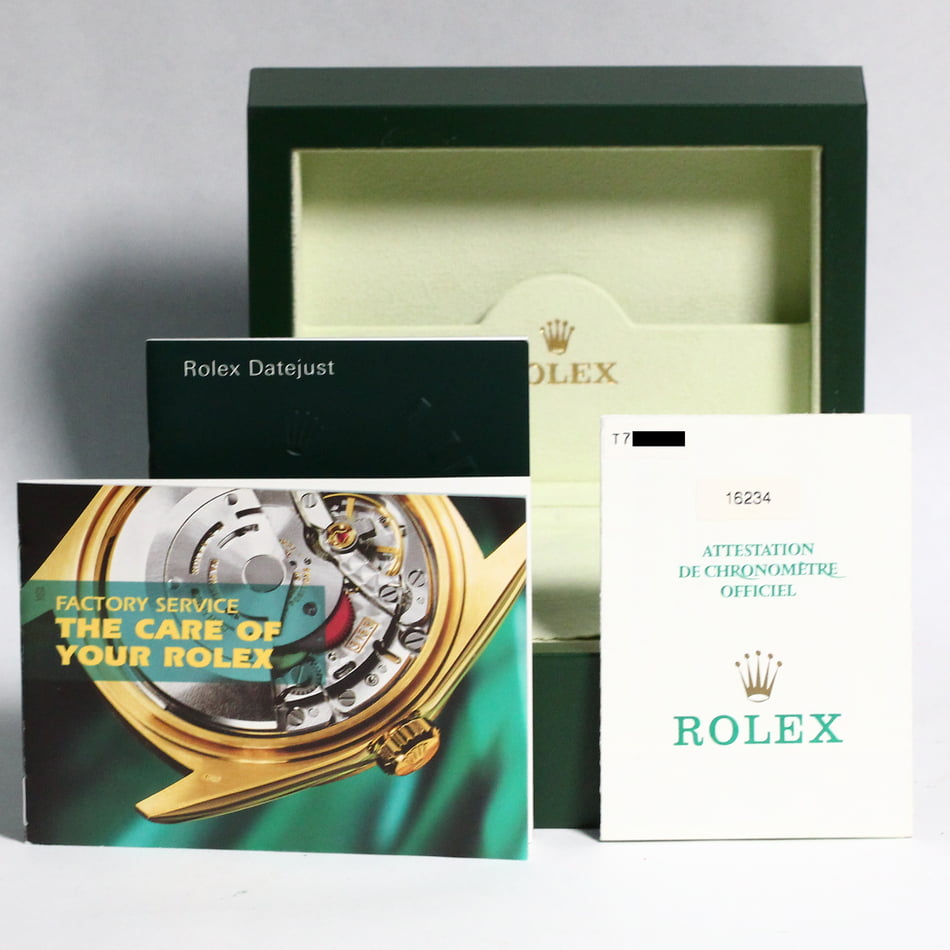 ROLEX
Rolex Datejust
FACTORY SERVICE
THE CARE OF
YOUR ROLEX
T7
16234
ATTESTATION
DE CHRONOMÈTRE
OFFICIEL
ROLEX